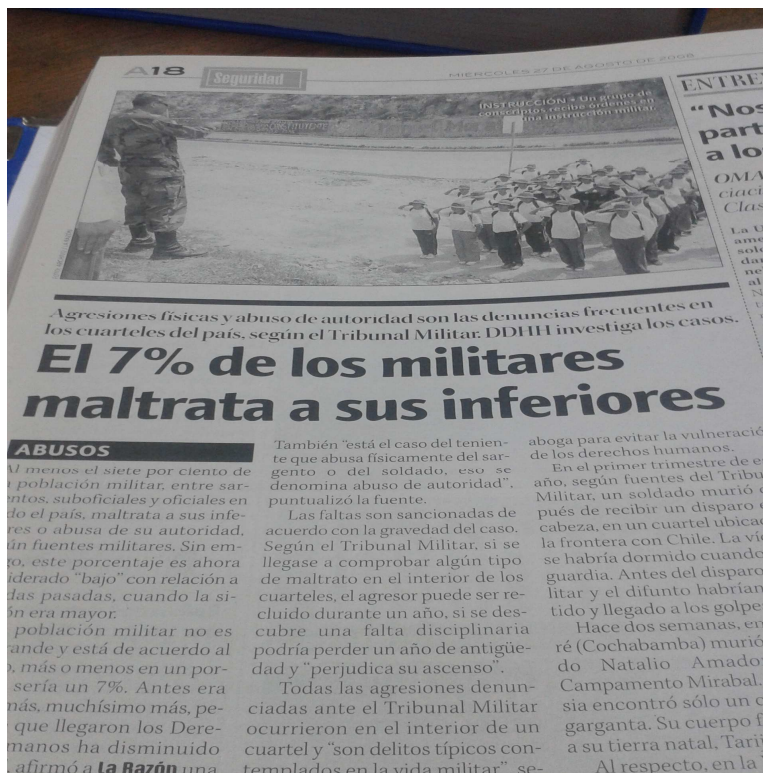 A18
Seguridad
MIÉRCOLES 27 DE AGOSTO DE 2008
INSTRUCCIÓN • Un grupo de
conscriptos recibe órdenes en
una instrucción militar.
Agresiones físicas y abuso de autoridad son las denuncias frecuentes en
los cuarteles del país, según el Tribunal Militar. DDHH investiga los casos.
El 7% de los militares
maltrata a sus inferiores
ABUSOS
Al menos el siete por ciento de
población militar, entre sar-
ntos, suboficiales y oficiales en
do el país, maltrata a sus infe-
res o abusa de su autoridad,
ún fuentes militares. Sin em-
go, este porcentaje es ahora
iderado “bajo” con relación a
das pasadas, cuando la si-
ón era mayor.
población militar no es
ande y está de acuerdo al
, más o menos en un por-
sería un 7%. Antes era
más, muchísimo más, pe-
que llegaron los Dere-
manos ha disminuido
, afirmó a La Razón una
También “está el caso del tenien-
te que abusa físicamente del sar-
gento o del soldado, eso se
denomina abuso de autoridad”,
puntualizó la fuente.
Las faltas son sancionadas de
acuerdo con la gravedad del caso.
Según el Tribunal Militar, si se
llegase a comprobar algún tipo
de maltrato en el interior de los
cuarteles, el agresor puede ser re-
cluido durante un año, si se des-
cubre una falta disciplinaria
podría perder un año de antigüe-
dad y “perjudica su ascenso”.
Todas las agresiones denun-
ciadas ante el Tribunal Militar
ocurrieron en el interior de un
cuartel y “son delitos típicos con-
templados en la vida militar” se-
aboga para evitar la vulneració
de los derechos humanos.
En el primer trimestre de e
año, según fuentes del Tribu
Militar, un soldado murió
pués de recibir un disparo e
cabeza, en un cuartel ubica
la frontera con Chile. La ví
se habría dormido cuando
guardia. Antes del disparo
litar y el difunto habrían
tido y llegado a los golpe
Hace dos semanas, en
ré (Cochabamba) murió
do Natalio Amado
Campamento Mirabal.
sia encontró sólo un c
garganta. Su cuerpo f
a su tierra natal, Tari
Al respecto, en la
ENTRE
“Nos
part
a lo
OMA
ciaci
Clas
La U
ame
sol
da
ne
al